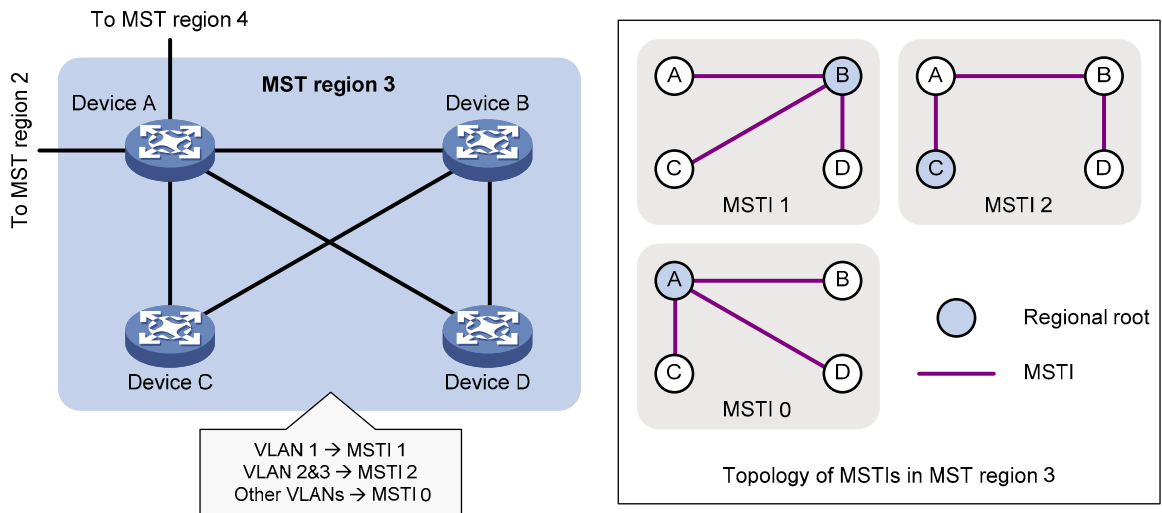 To MST region 4
To MST region 2
MST region 3
Device A
Device B
Device C
Device D
VLAN 1 → MSTI 1
VLAN 2&3 → MSTI 2
Other VLANs → MSTI 0
A
B
C
D
MSTI 1
A
B
C
D
MSTI 2
A
B
C
D
MSTI 0
Regional root
MSTI
Topology of MSTIs in MST region 3